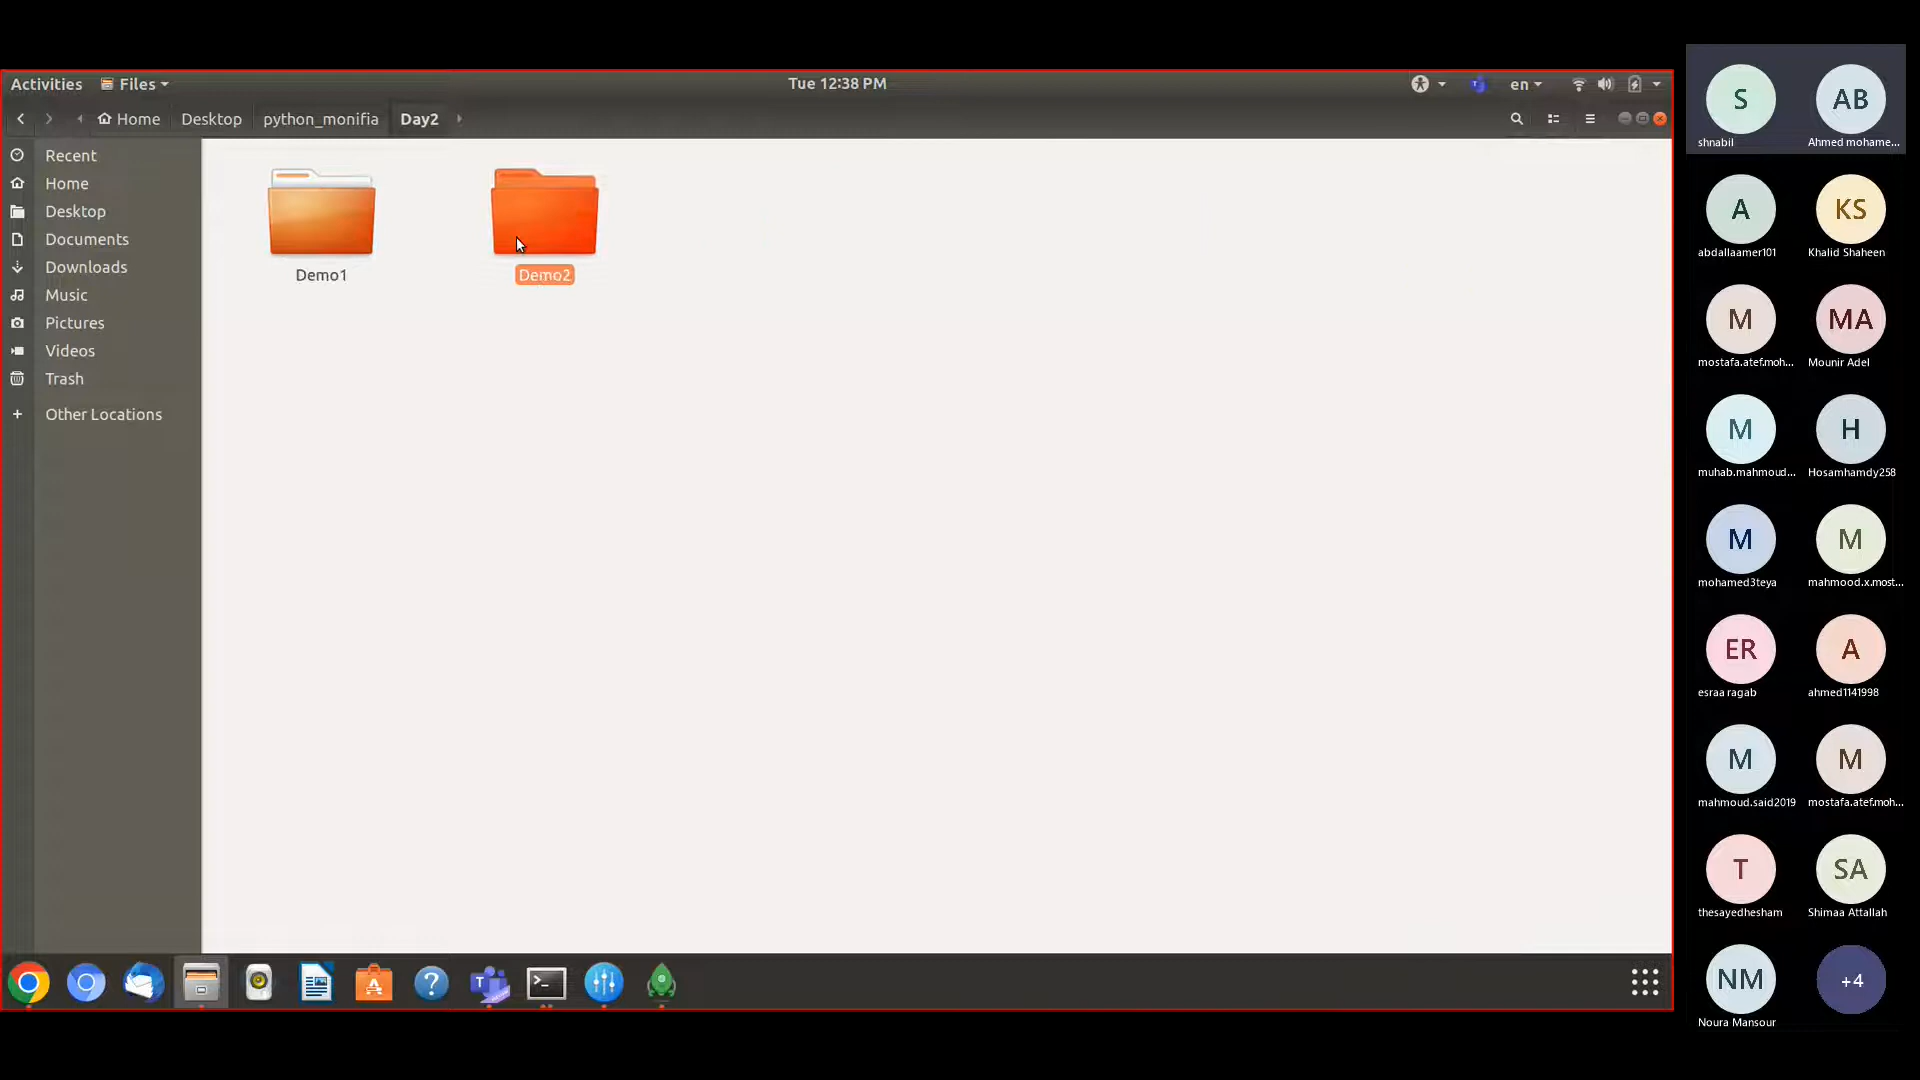 Activities Files Tue 12:38 PM en
Home Desktop python_monifia Day2
Recent
Home
Desktop
Documents
Downloads
Music
Pictures
Videos
Trash
Other Locations
Demo1 Demo2
S AB
shnabil Ahmed mohame...
A KS
abdallaamer101 Khalid Shaheen
M MA
mostafa.atef.moh... Mounir Adel
M H
muhab.mahmoud... Hosamhamdy258
M M
mohamed3teya mahmood.x.most...
ER A
esraa ragab ahmed1141998
M M
mahmoud.said2019 mostafa.atef.moh...
T SA
thesayedhesham Shimaa Attallah
NM +4
Noura Mansour